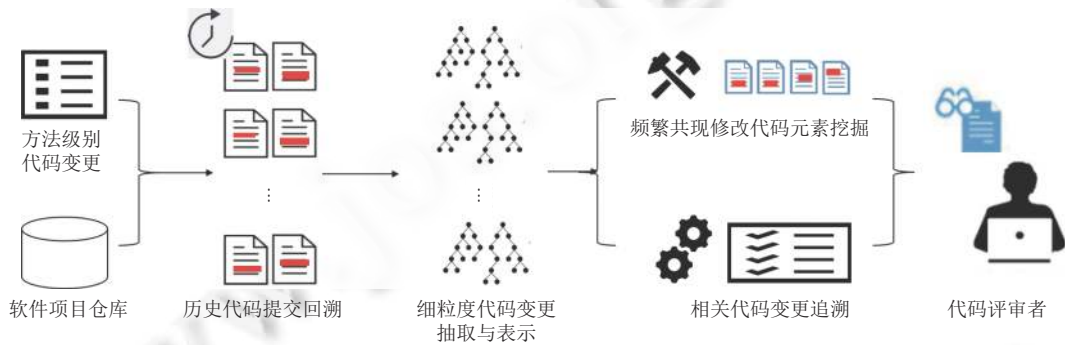 方法级别
代码变更
软件项目仓库
历史代码提交回溯
细粒度代码变更
抽取与表示
频繁共现修改代码元素挖掘
相关代码变更追溯
代码评审者